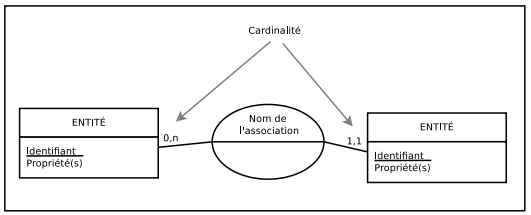 Cardinalité
ENTITÉ
Identifiant
Propriété(s)
0,n
Nom de
l'association
1,1
ENTITÉ
Identifiant
Propriété(s)